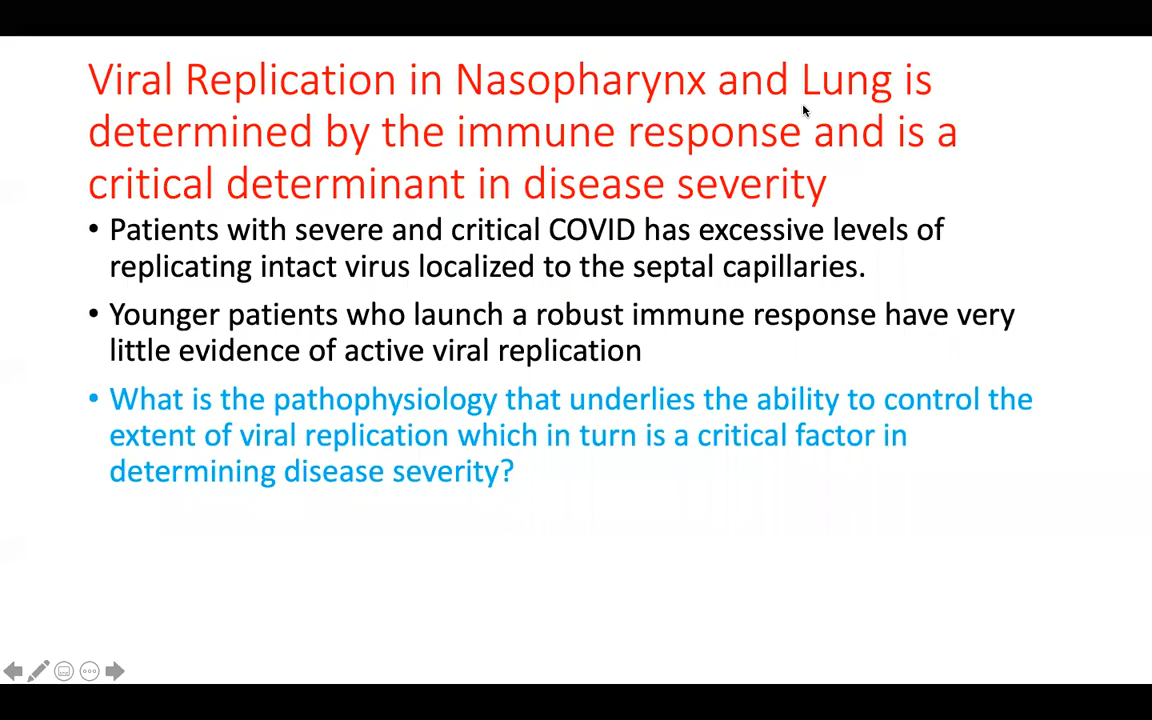 Viral Replication in Nasopharynx and Lung is
determined by the immune response and is a
critical determinant in disease severity
• Patients with severe and critical COVID has excessive levels of
replicating intact virus localized to the septal capillaries.
• Younger patients who launch a robust immune response have very
little evidence of active viral replication
• What is the pathophysiology that underlies the ability to control the
extent of viral replication which in turn is a critical factor in
determining disease severity?